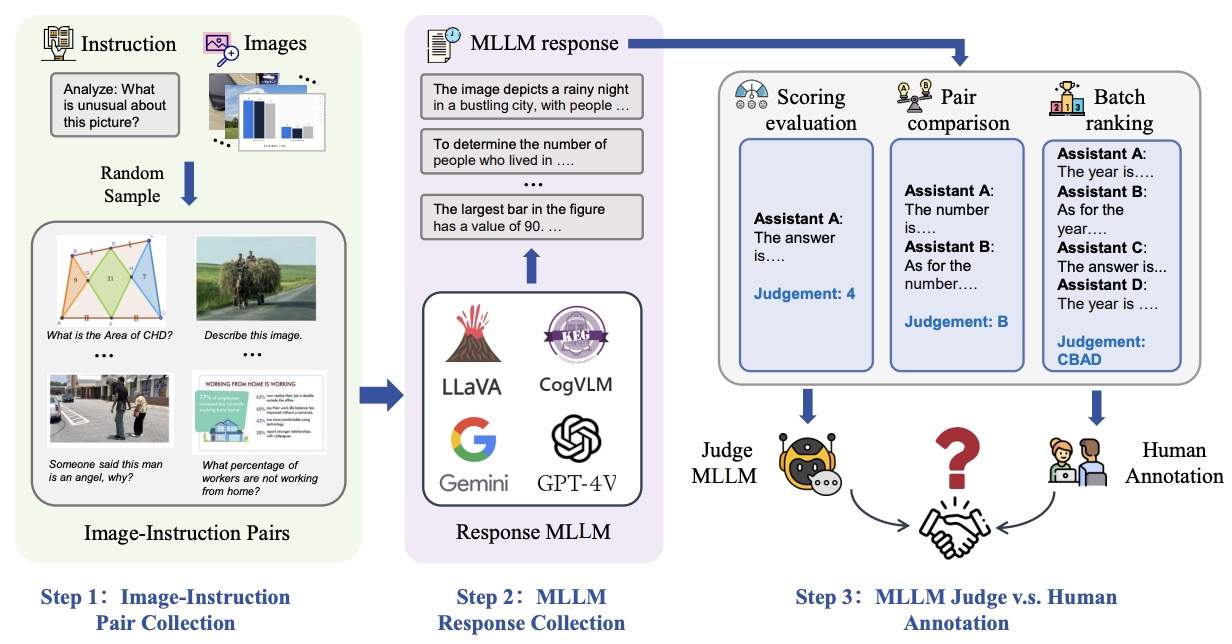 Instruction
Images
Analyze: What
is unusual about
this picture?
Random
Sample
9
21
7
What is the Area of CHD?
Describe this image.
...
...
WORKING FROM HOME IS WORKING
77% of employees
Someone said this man
is an angel, why?
What percentage of
workers are not working
from home?
Image-Instruction Pairs
Step 1: Image-Instruction
Pair Collection
MLLM response
The image depicts a rainy night
in a bustling city, with people …
To determine the number of
people who lived in ….
...
The largest bar in the figure
has a value of 90. …
LLaVA
KEG
CogVLM
Gemini
GPT-4V
Response MLLM
Step 2: MLLM
Response Collection
Scoring
evaluation
Assistant A:
The answer
is….
Judgement: 4
A B
Pair
comparison
Assistant A:
The number
is….
Assistant B:
As for the
number….
Judgement: B
2 1 3
Batch
ranking
Assistant A:
The year is….
Assistant B:
As for the
year….
Assistant C:
The answer is...
Assistant D:
The year is ….
Judgement:
CBAD
Judge
MLLM
?
Human
Annotation
Step 3: MLLM Judge v.s. Human
Annotation